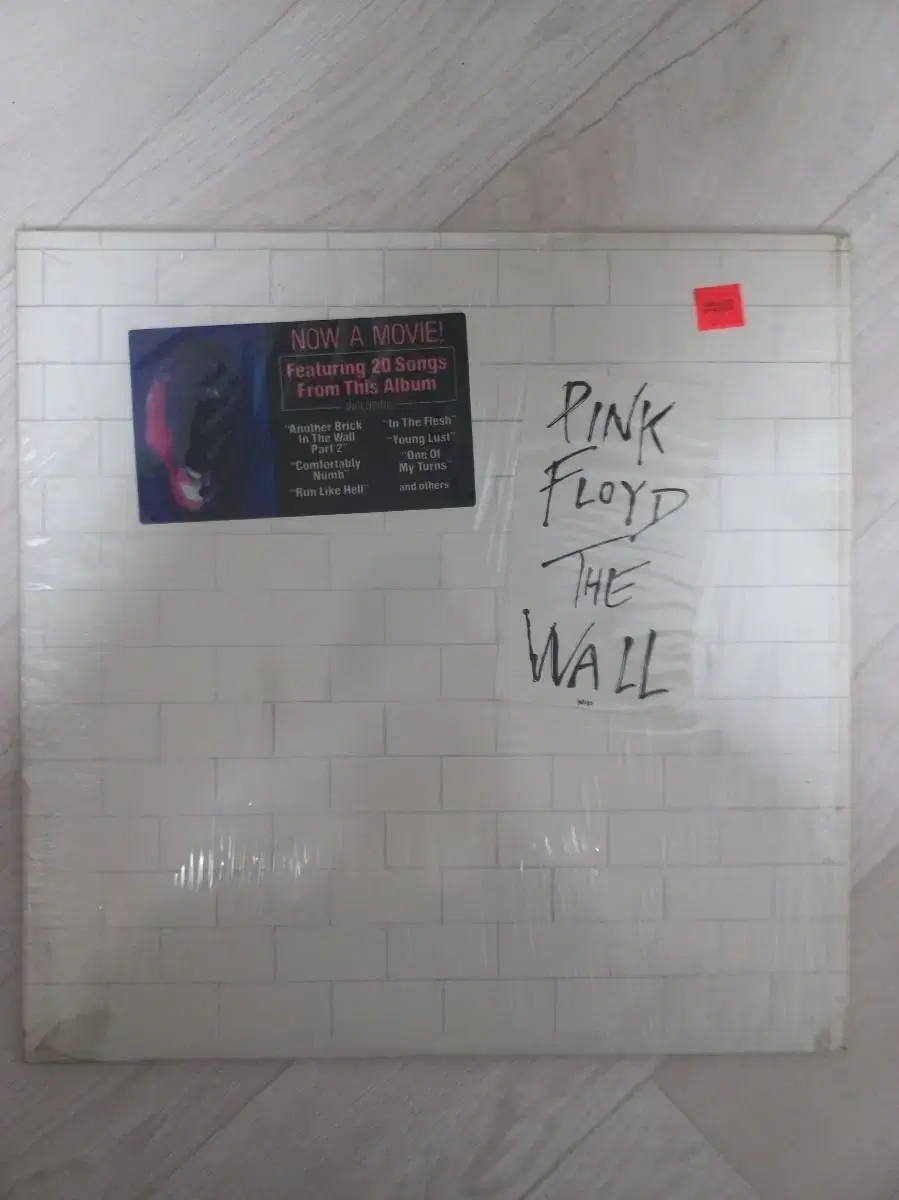 NOW A MOVIE!
Featuring 20 Songs
From This Album
INCLUDING
"Another Brick
In The Wall
Part 2"
"Comfortably
Numb"
"Run Like Hell"
"In The Flesh"
"Young Lust"
"One Of
My Turns"
and others
PINK
FLOYD
THE
WALL